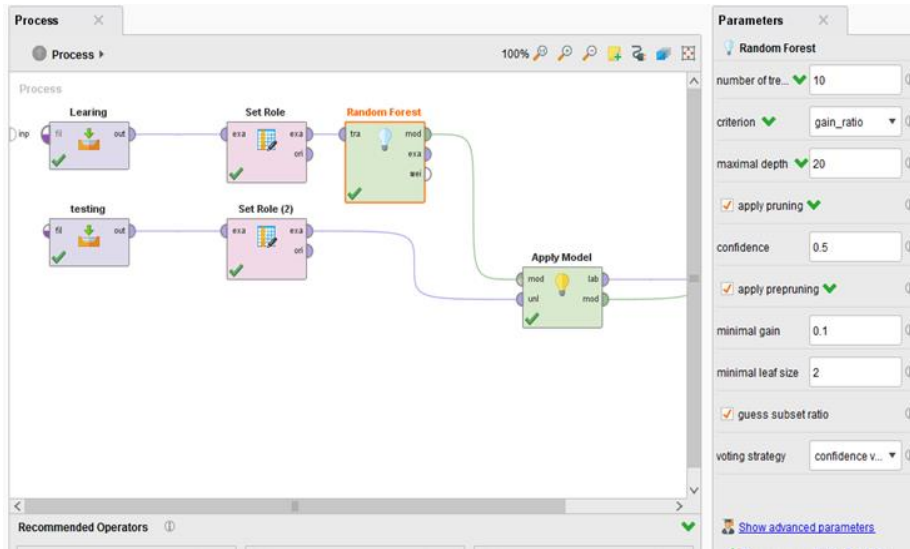 Process
Process
100%
Process
inp
Learing
fil
out
Set Role
exa
exa
ori
Random Forest
tra
mod
exa
wei
testing
fil
out
Set Role (2)
exa
exa
ori
Apply Model
mod
lab
unl
mod
Recommended Operators
Parameters
Random Forest
number of tre...
10
criterion
gain_ratio
maximal depth
20
apply pruning
confidence
0.5
apply prepruning
minimal gain
0.1
minimal leaf size
2
guess subset ratio
voting strategy
confidence v...
Show advanced parameters